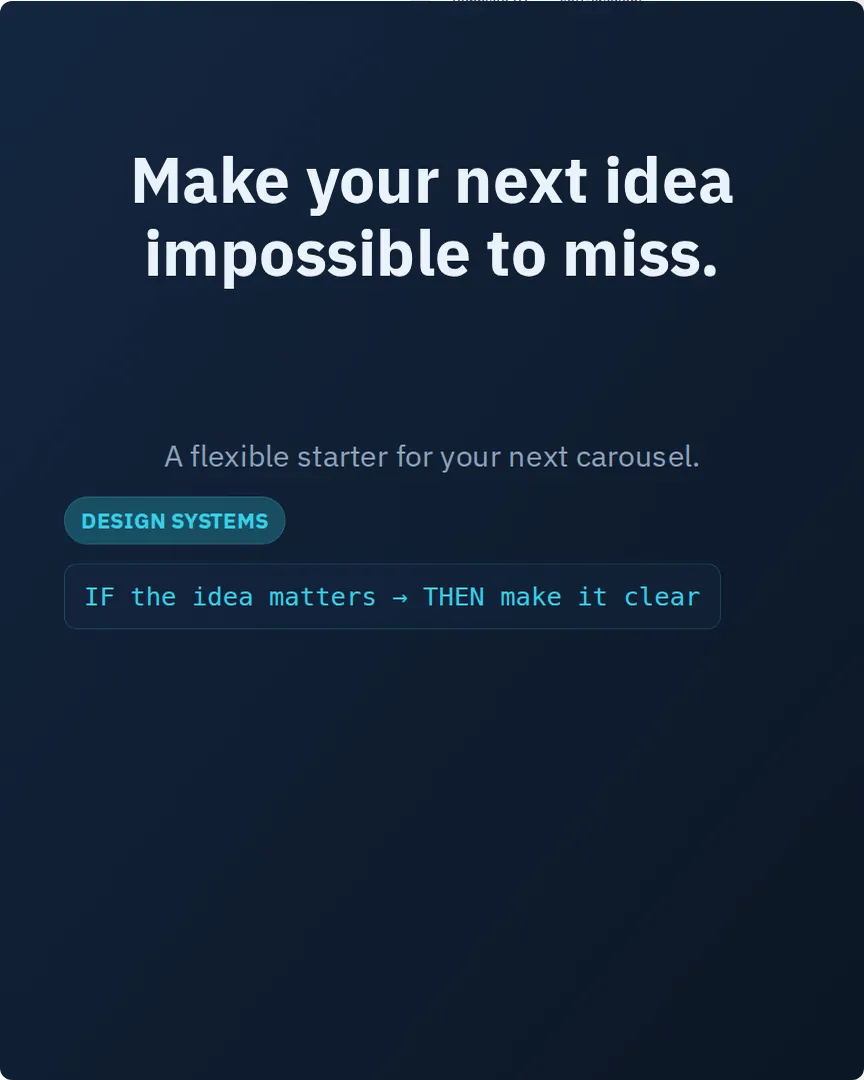 Make your next idea
impossible to miss.
A flexible starter for your next carousel.
DESIGN SYSTEMS
IF the idea matters → THEN make it clear